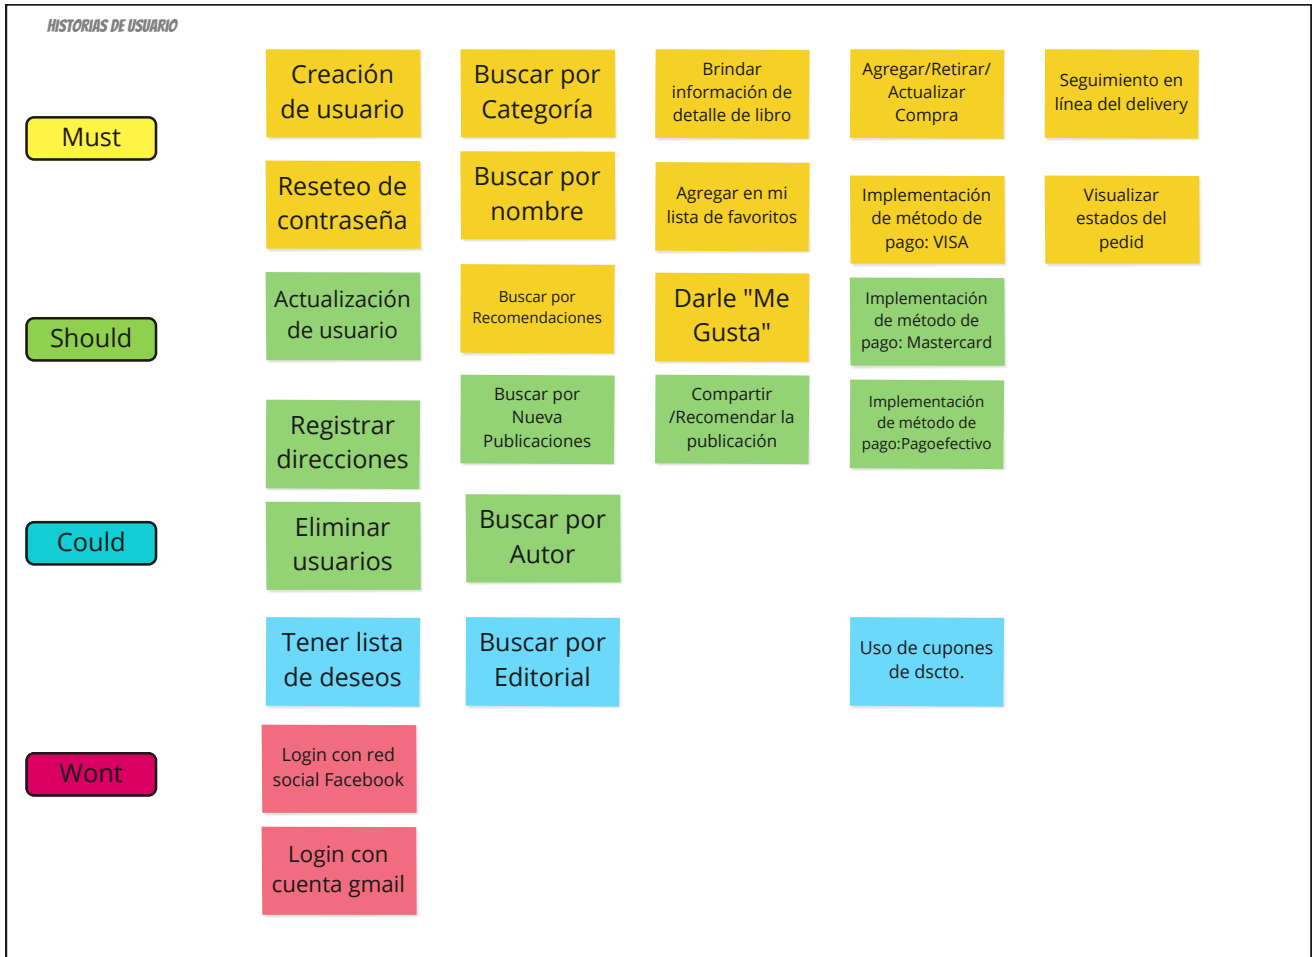 HISTORIAS DE USUARIO
Must
Creación
de usuario
Buscar por
Categoría
Brindar
información de
detalle de libro
Agregar/Retirar/
Actualizar
Compra
Seguimiento en
línea del delivery
Reseteo de
contraseña
Buscar por
nombre
Agregar en mi
lista de favoritos
Implementación
de método de
pago: VISA
Visualizar
estados del
pedid
Should
Actualización
de usuario
Buscar por
Recomendaciones
Darle "Me
Gusta"
Implementación
de método de
pago: Mastercard
Registrar
direcciones
Buscar por
Nueva
Publicaciones
Compartir
/Recomendar la
publicación
Implementación
de método de
pago:Pagoefectivo
Could
Eliminar
usuarios
Buscar por
Autor
Tener lista
de deseos
Buscar por
Editorial
Uso de cupones
de dscto.
Wont
Login con red
social Facebook
Login con
cuenta gmail